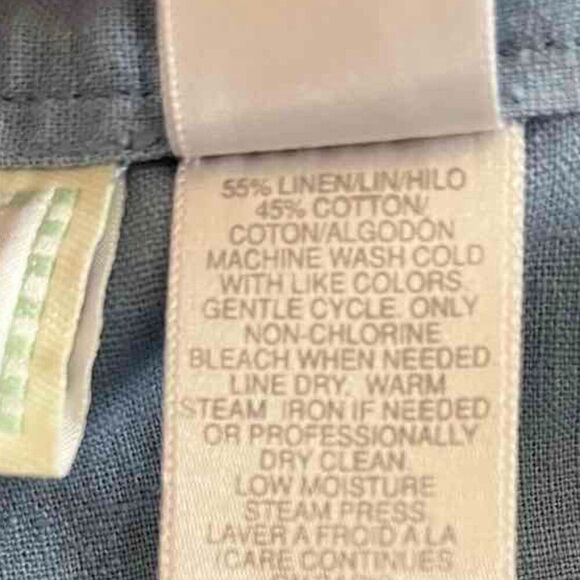 55% LINEN/LIN/HILO
45% COTTON/
COTON/ALGODÓN
MACHINE WASH COLD
WITH LIKE COLORS.
GENTLE CYCLE. ONLY
NON-CHLORINE
BLEACH WHEN NEEDED.
LINE DRY. WARM
STEAM IRON IF NEEDED
OR PROFESSIONALLY
DRY CLEAN.
LOW MOISTURE
STEAM PRESS.
LAVER A FROID A LA
(CARE CONTINUES